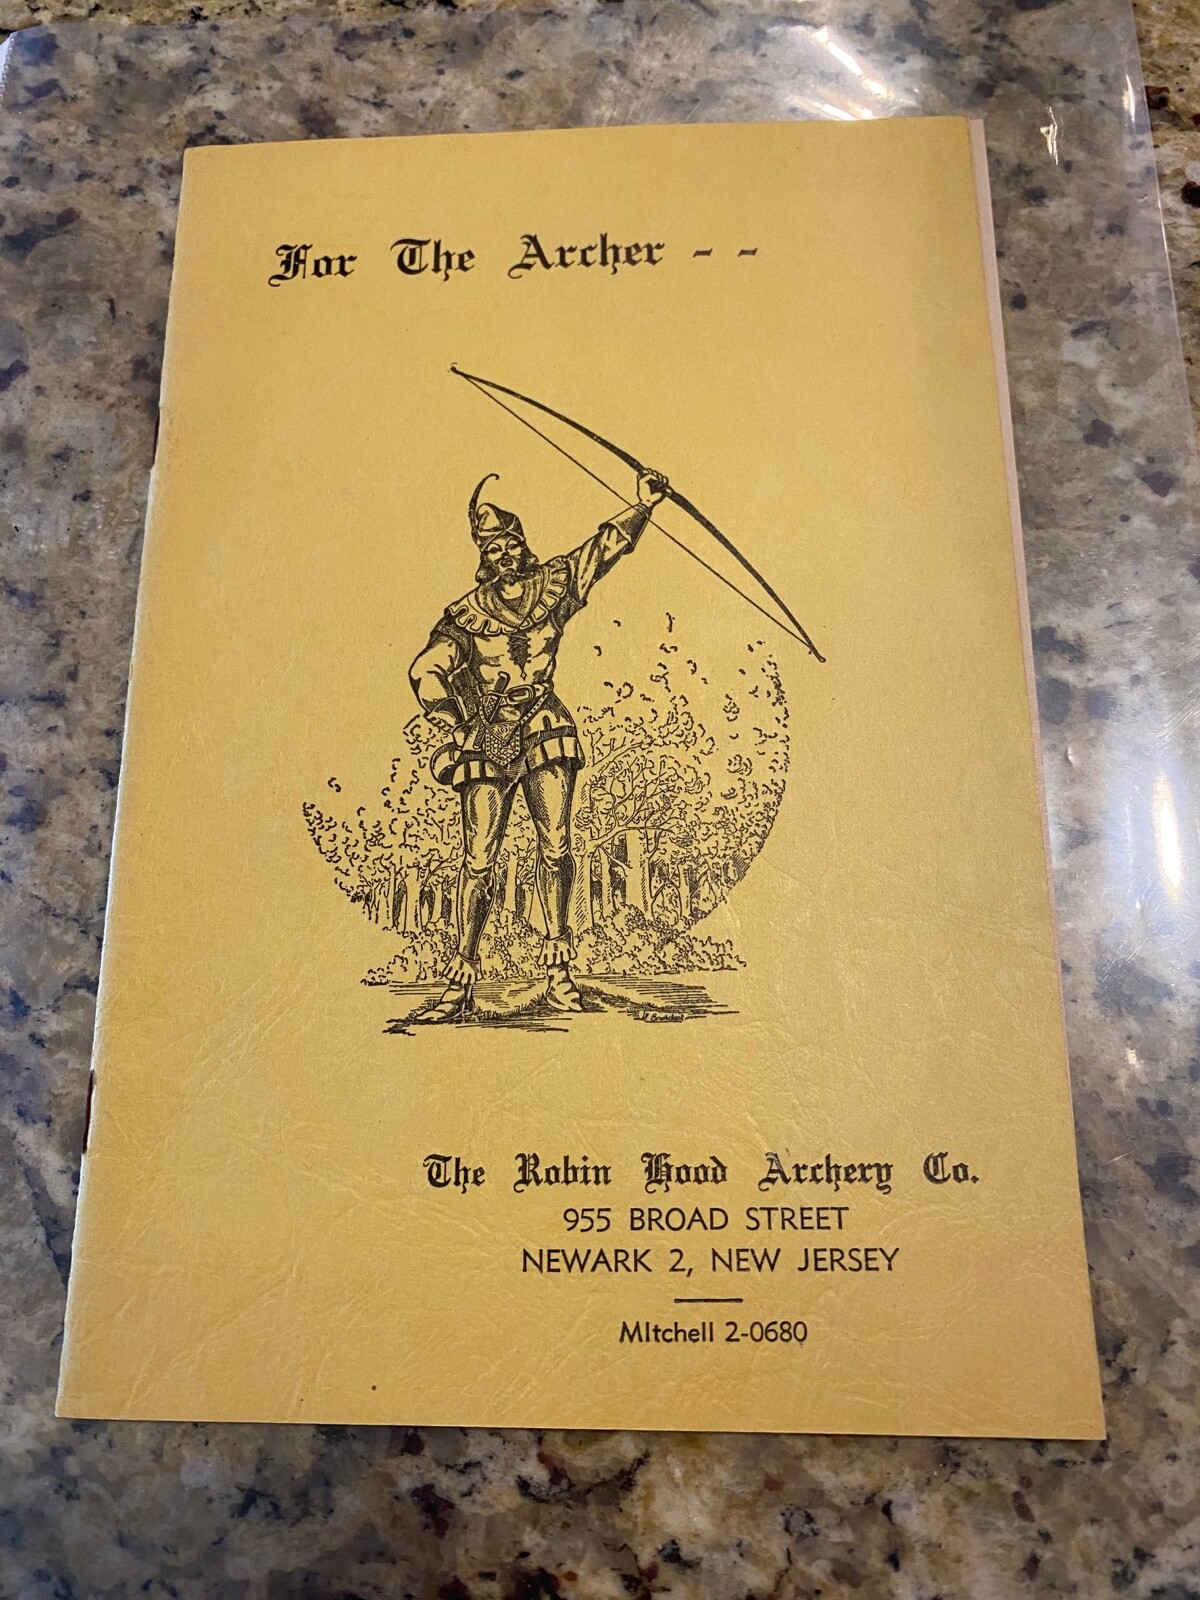 For The Archer - -
The Robin Hood Archery Co.
955 BROAD STREET
NEWARK 2, NEW JERSEY
MItchell 2-0680